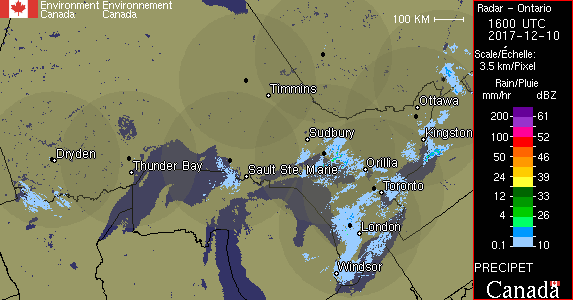 Environment Environnement
Canada Canada
100 KM
Radar - Ontario
1600 UTC
2017-12-10
Scale/Échelle:
3.5 km/Pixel
Rain/Pluie
mm/hr dBZ
200 61
100 52
50 46
24 39
12 33
4 26
0.1 10
PRECIPET
Canada
Timmins
Ottawa
Sudbury
Kingston
Dryden
Thunder Bay
Sault Ste. Marie
Orillia
Toronto
London
Windsor